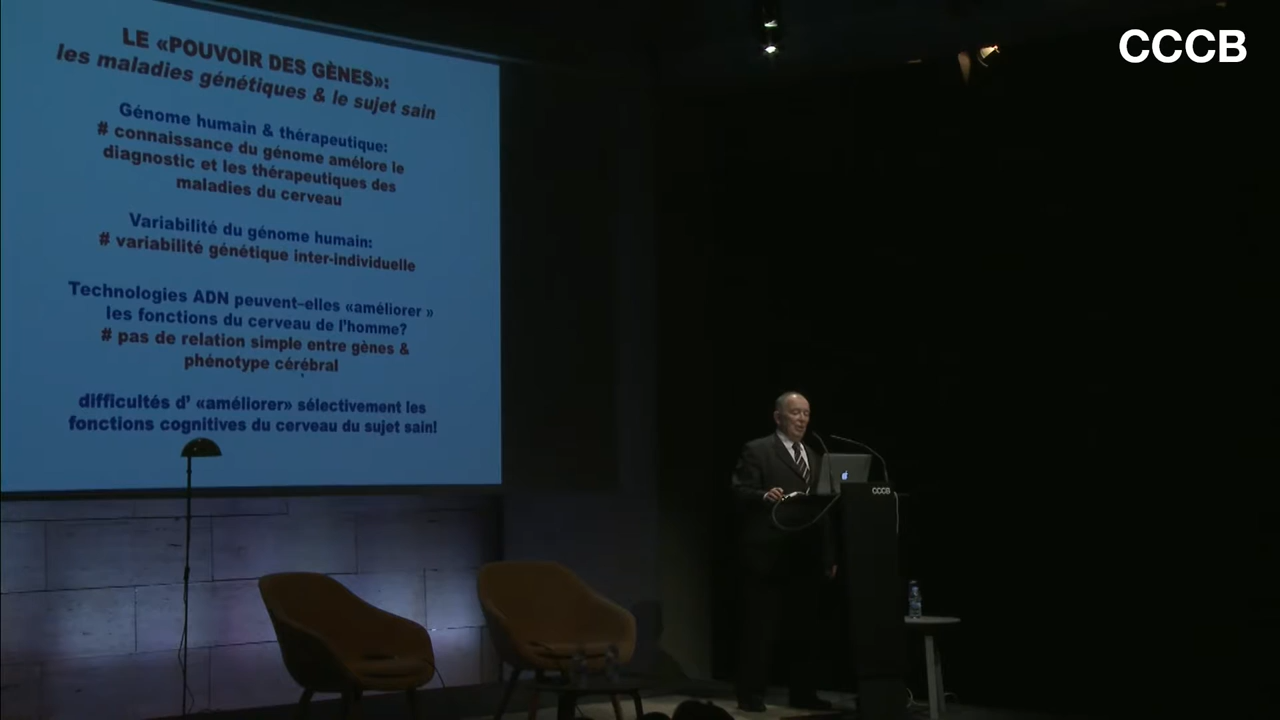 CCCB
LE «POUVOIR DES GÈNES»:
les maladies génétiques & le sujet sain
Génome humain & thérapeutique:
# connaissance du génome amélore le
diagnostic et les thérapeutiques des
maladies du cerveau
Variabilité du génome humain:
# variabilité génétique inter-individuelle
Technologies ADN peuvent–elles «améliorer »
les fonctions du cerveau de l'homme?
# pas de relation simple entre gènes &
phénotype cérébral
difficultés d' «améliorer» sélectivement les
fonctions cognitives du cerveau du sujet sain!
CCCB